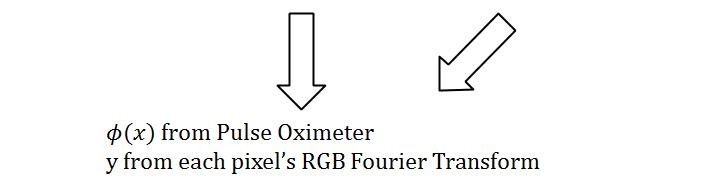 ϕ(x) from Pulse Oximeter
y from each pixel's RGB Fourier Transform